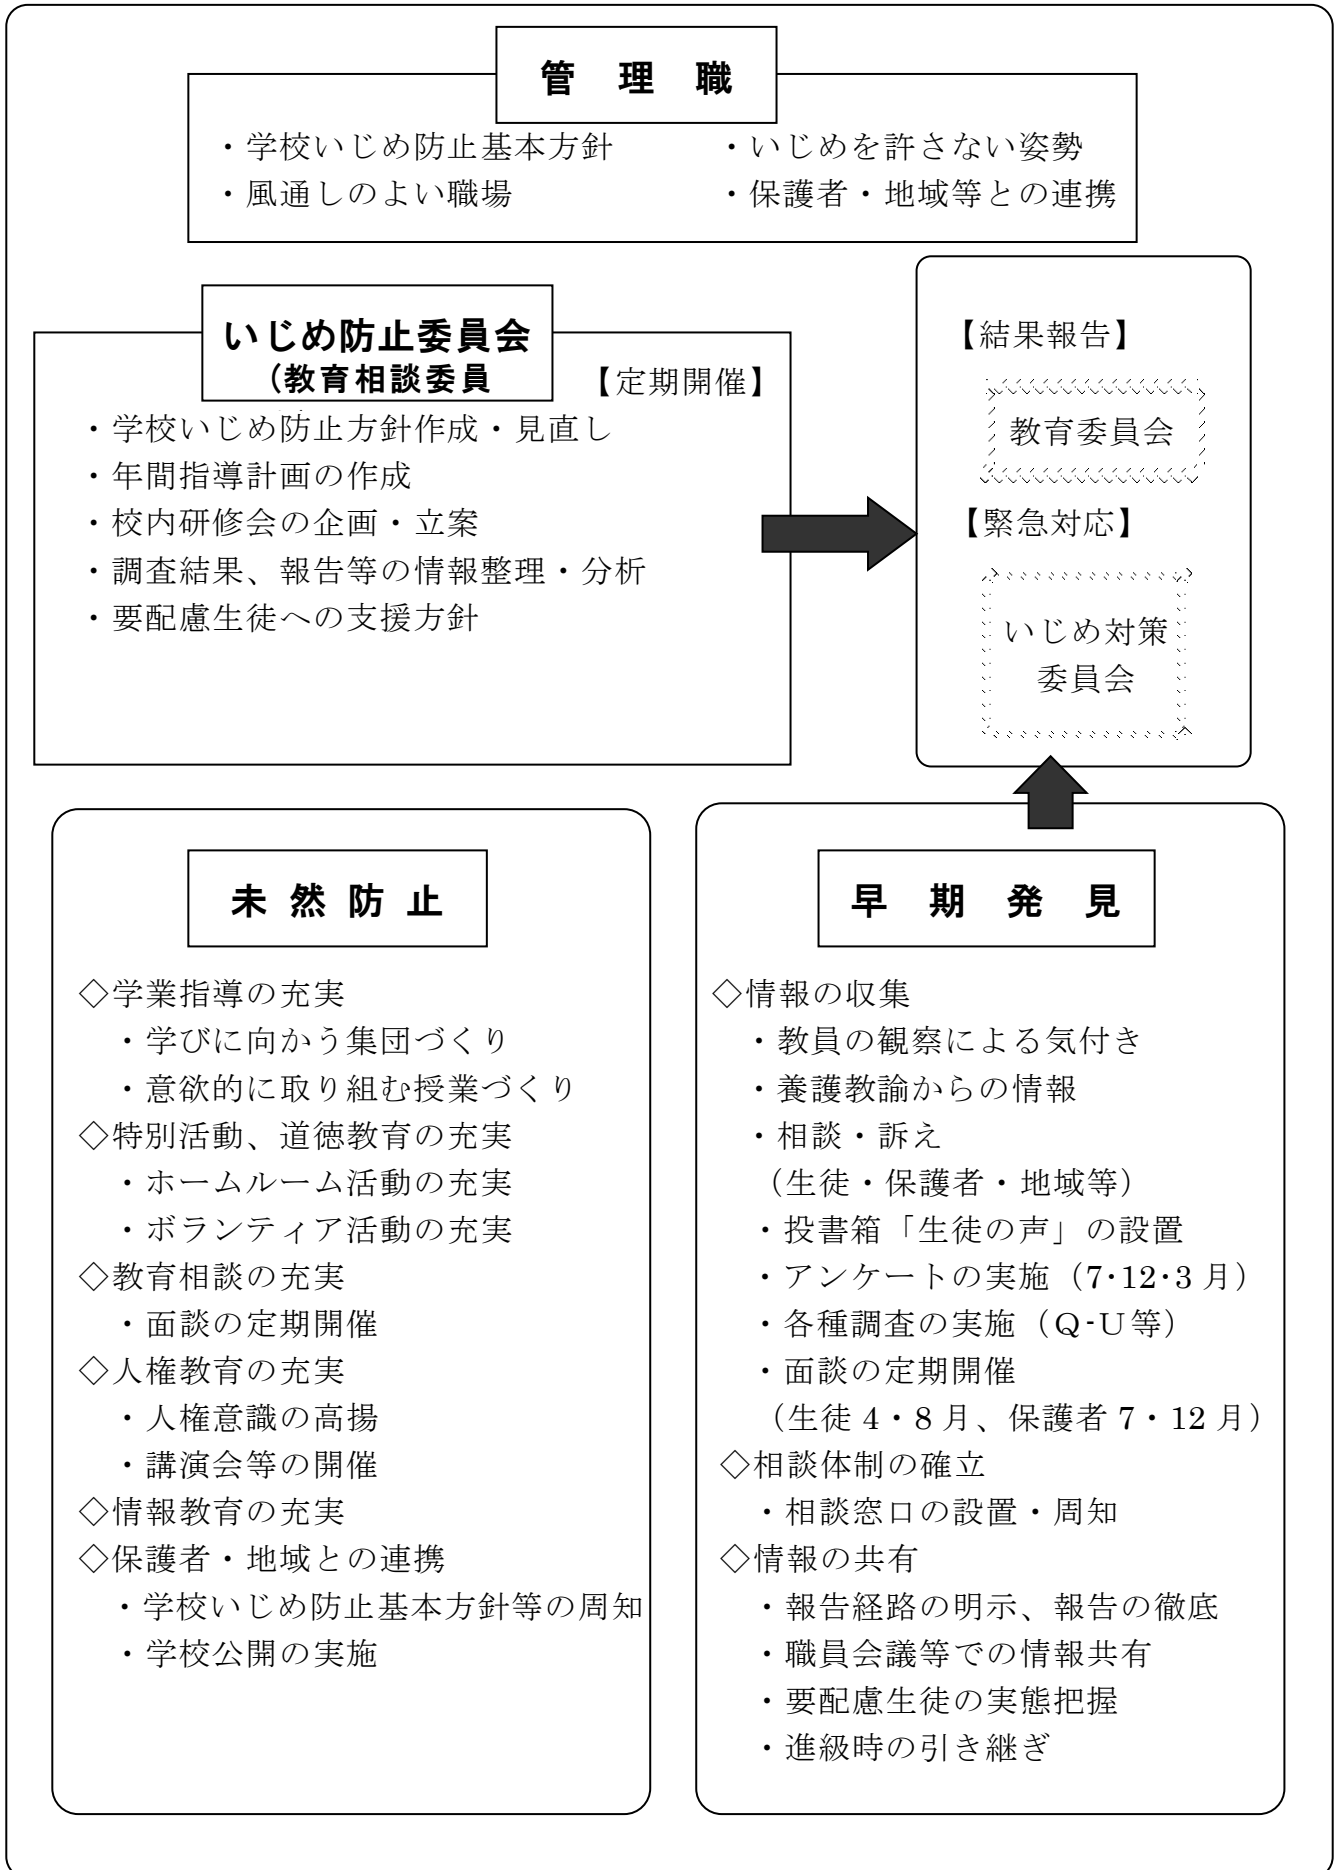 管 理 職
・学校いじめ防止基本方針
・いじめを許さない姿勢
・風通しのよい職場
・保護者・地域等との連携
いじめ防止委員会
（教育相談委員
【定期開催】
・学校いじめ防止方針作成・見直し
・年間指導計画の作成
・校内研修会の企画・立案
・調査結果、報告等の情報整理・分析
・要配慮生徒への支援方針
【結果報告】
教育委員会
【緊急対応】
いじめ対策
委員会
未 然 防 止
◇学業指導の充実
・学びに向かう集団づくり
・意欲的に取り組む授業づくり
◇特別活動、道徳教育の充実
・ホームルーム活動の充実
・ボランティア活動の充実
◇教育相談の充実
・面談の定期開催
◇人権教育の充実
・人権意識の高揚
・講演会等の開催
◇情報教育の充実
◇保護者・地域との連携
・学校いじめ防止基本方針等の周知
・学校公開の実施
早 期 発 見
◇情報の収集
・教員の観察による気付き
・養護教諭からの情報
・相談・訴え
（生徒・保護者・地域等）
・投書箱「生徒の声」の設置
・アンケートの実施（7･12･3 月）
・各種調査の実施（Ｑ-Ｕ等）
・面談の定期開催
（生徒 4・8 月、保護者 7・12 月）
◇相談体制の確立
・相談窓口の設置・周知
◇情報の共有
・報告経路の明示、報告の徹底
・職員会議等での情報共有
・要配慮生徒の実態把握
・進級時の引き継ぎ